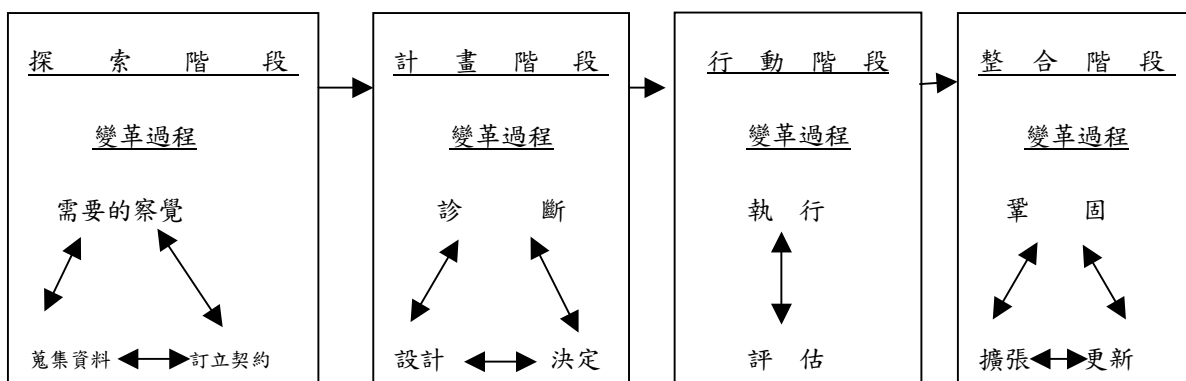 探索階段
變革過程
需要的察覺
蒐集資料 訂立契約
計畫階段
變革過程
診斷
設計 決定
行動階段
變革過程
執行
評估
整合階段
變革過程
鞏固
擴張 更新